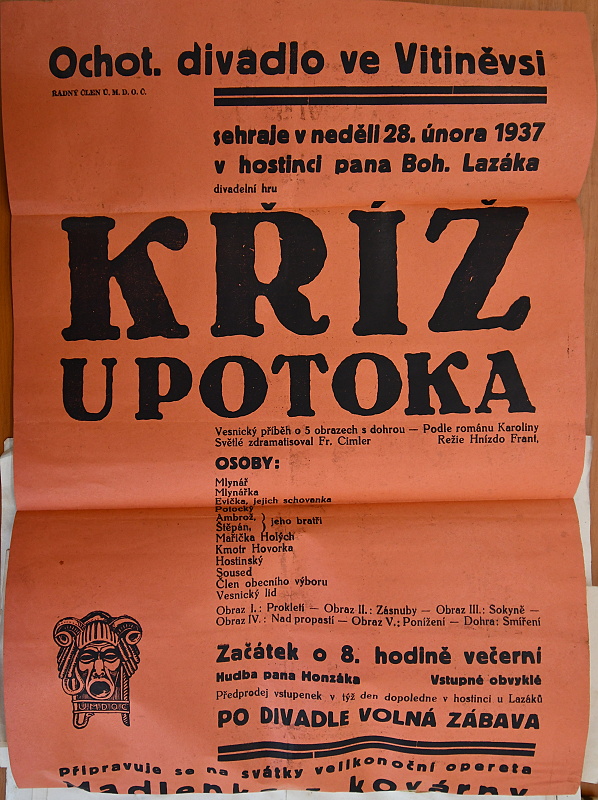 Ochot. divadlo ve Vitiněvsi
ŘÁDNÝ ČLEN Ú. M. D. O. Č.
sehraje v neděli 28. února 1937
v hostinci pana Boh. Lazáka
divadelní hru
KŘÍŽ
U POTOKA
Vesnický příběh o 5 obrazech s dohrou — Podle románu Karoliny
Světlé zdramatisoval Fr. Cimler Režie Hnízdo Frant.
OSOBY:
Mlynář
Mlynářka
Evička, jejich schovanka
Potocký
Ambrož, } jeho bratři
Štěpán,
Mařička Holých
Kmotr Hovorka
Hostinský
Soused
Člen obecního výboru
Vesnický lid
Obraz I.: Prokletí — Obraz II.: Zásnuby — Obraz III.: Sokyně —
Obraz IV.: Nad propastí — Obraz V.: Ponížení — Dohra: Smíření
Začátek o 8. hodině večerní
Hudba pana Honzáka Vstupné obvyklé
Předprodej vstupenek v týž den dopoledne v hostinci u Lazáků
PO DIVADLE VOLNÁ ZÁBAVA
UMDOC
Připravuje se na svátky velikonoční opereta
Madlenka z kovárny